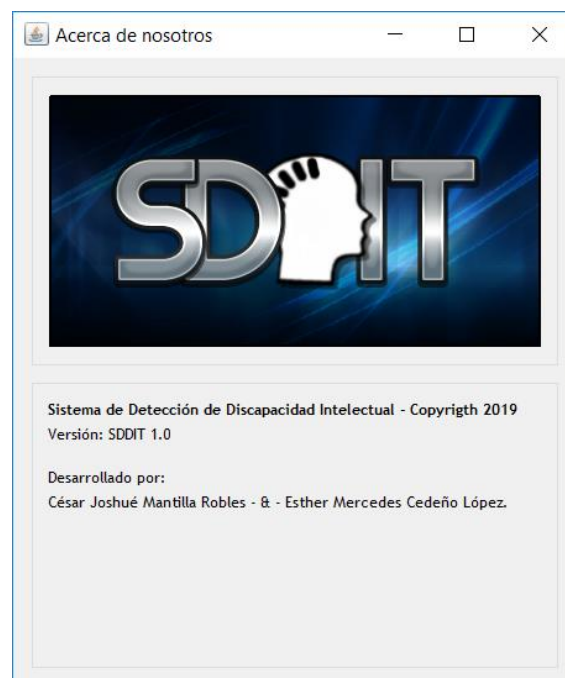 Acerca de nosotros
SDDIT
Sistema de Detección de Discapacidad Intelectual - Copyrigth 2019
Versión: SDDIT 1.0
Desarrollado por:
César Joshué Mantilla Robles - & - Esther Mercedes Cedeño López.